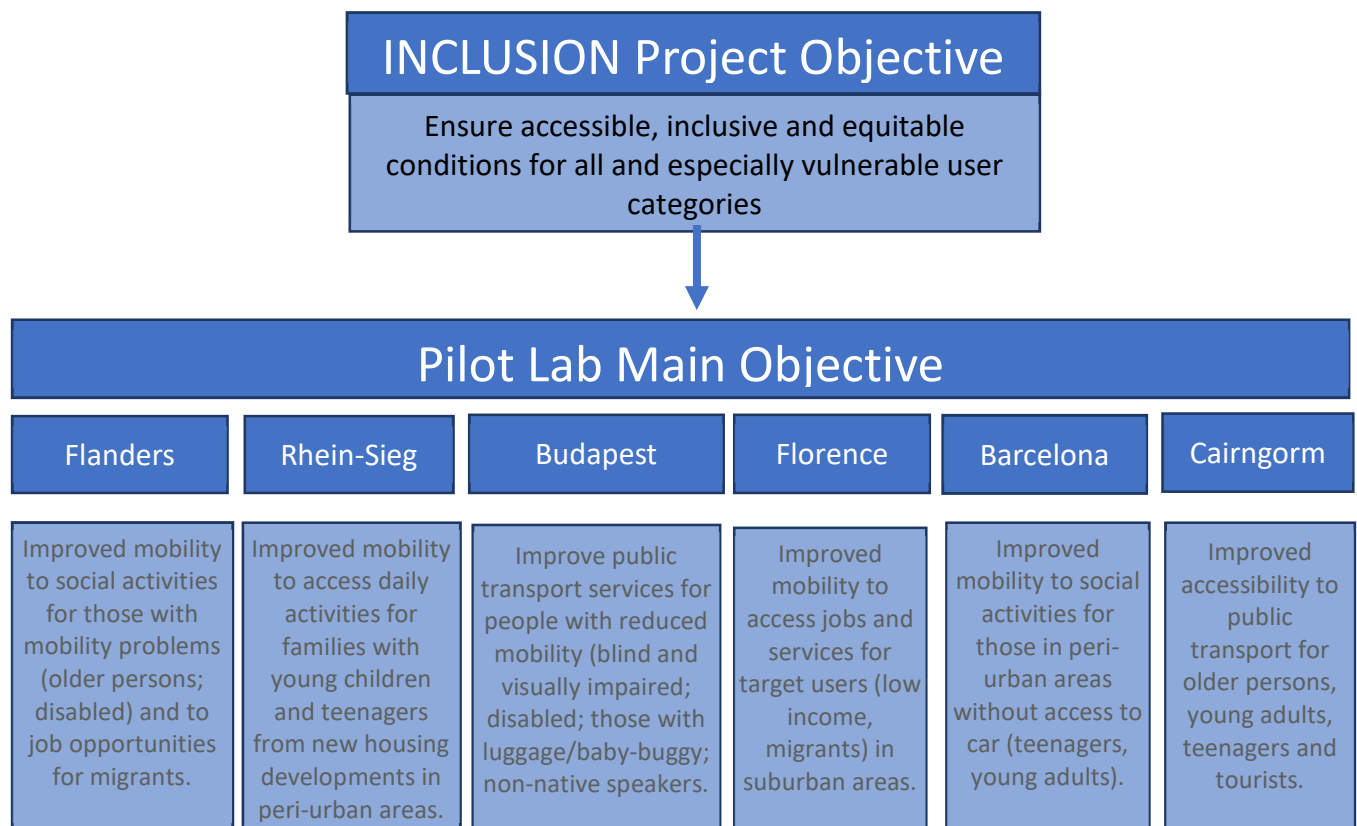 INCLUSION Project Objective
Ensure accessible, inclusive and equitable
conditions for all and especially vulnerable user
categories
Pilot Lab Main Objective
Flanders
Rhein-Sieg
Budapest
Florence
Barcelona
Cairngorm
Improved mobility
to social activities
for those with
mobility problems
(older persons;
disabled) and to
job opportunities
for migrants.
Improved mobility
to access daily
activities for
families with
young children
and teenagers
from new housing
developments in
peri-urban areas.
Improve public
transport services for
people with reduced
mobility (blind and
visually impaired;
disabled; those with
luggage/baby-buggy;
non-native speakers.
Improved
mobility to
access jobs and
services for
target users (low
income,
migrants) in
suburban areas.
Improved
mobility to social
activities for
those in peri-
urban areas
without access to
car (teenagers,
young adults).
Improved
accessibility to
public
transport for
older persons,
young adults,
teenagers and
tourists.